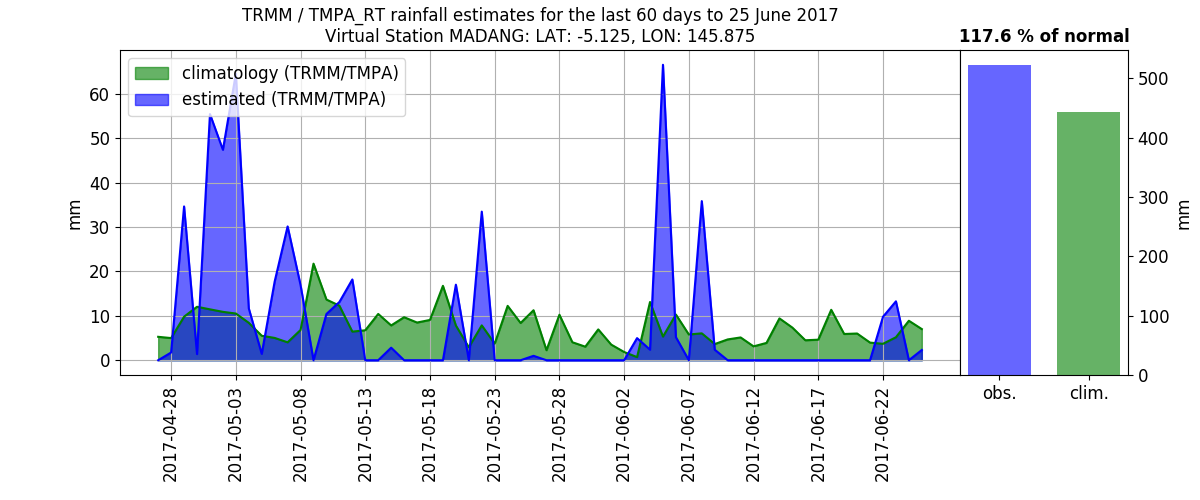 TRMM / TMPA_RT rainfall estimates for the last 60 days to 25 June 2017
Virtual Station MADANG: LAT: -5.125, LON: 145.875
117.6 % of normal
climatology (TRMM/TMPA)
estimated (TRMM/TMPA)
mm
60
50
40
30
20
10
0
2017-04-28
2017-05-03
2017-05-08
2017-05-13
2017-05-18
2017-05-23
2017-05-28
2017-06-02
2017-06-07
2017-06-12
2017-06-17
2017-06-22
500
400
300
200
100
0
mm
obs.
clim.